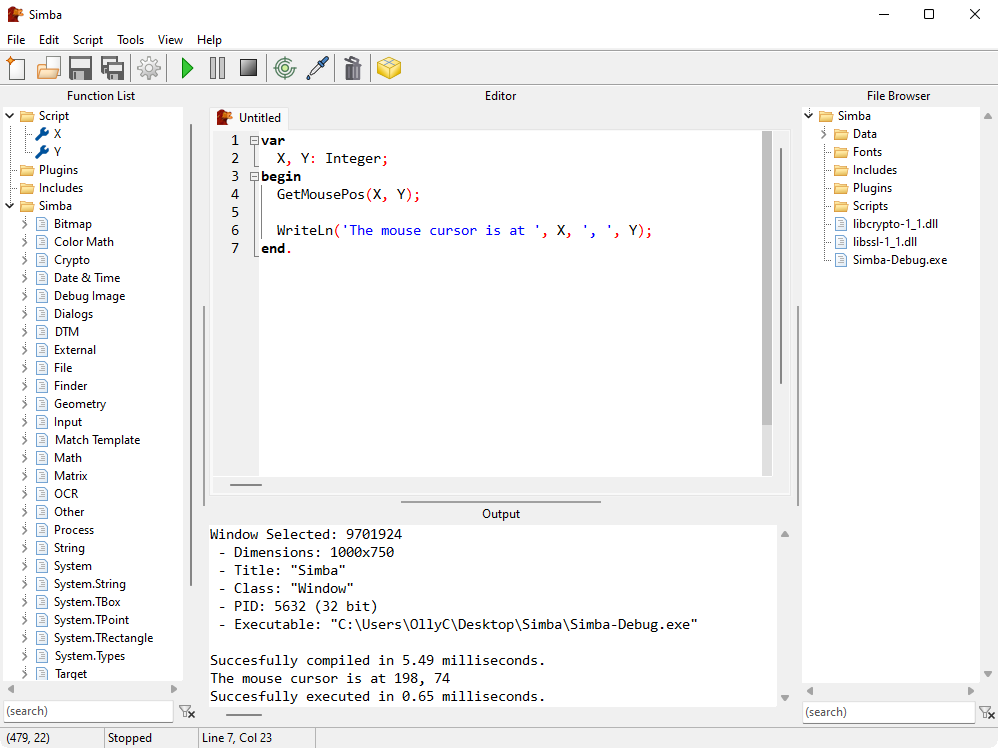 Simba
File Edit Script Tools View Help
Function List
Script
X
Y
Plugins
Includes
Simba
Bitmap
Color Math
Crypto
Date & Time
Debug Image
Dialogs
DTM
External
File
Finder
Geometry
Input
Match Template
Math
Matrix
OCR
Other
Process
String
System
System.String
System.TBox
System.TPoint
System.TRectangle
System.Types
Target
(search)
Editor
Untitled
1 var
2 X, Y: Integer;
3 begin
4 GetMousePos(X, Y);
5
6 WriteLn('The mouse cursor is at ', X, ', ', Y);
7 end.
Output
Window Selected: 9701924
- Dimensions: 1000x750
- Title: "Simba"
- Class: "Window"
- PID: 5632 (32 bit)
- Executable: "C:\Users\OllyC\Desktop\Simba\Simba-Debug.exe"
Succesfully compiled in 5.49 milliseconds.
The mouse cursor is at 198, 74
Succesfully executed in 0.65 milliseconds.
File Browser
Simba
Data
Fonts
Includes
Plugins
Scripts
libcrypto-1_1.dll
libssl-1_1.dll
Simba-Debug.exe
(search)
(479, 22) Stopped Line 7, Col 23